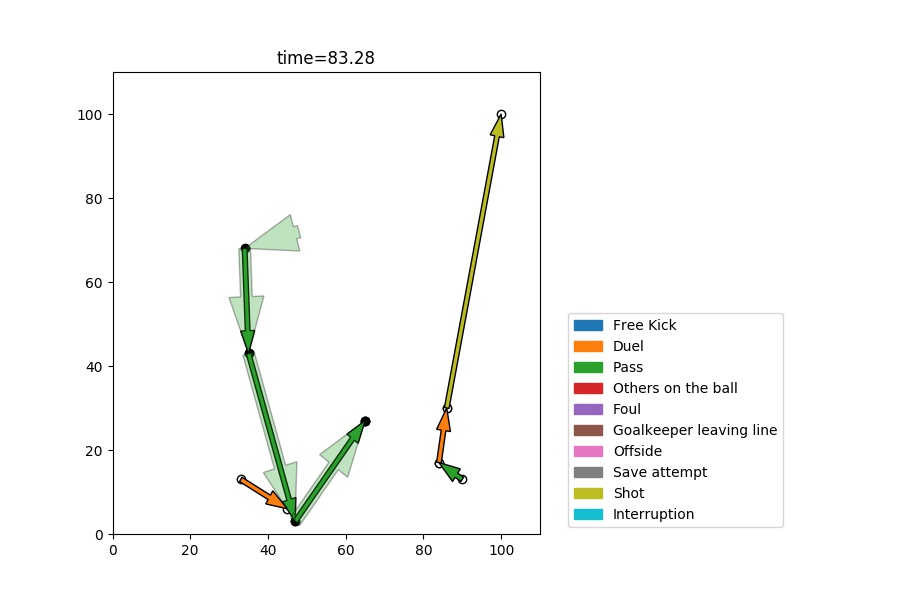 time=83.28
100
80
60
40
20
0
0 20 40 60 80 100
Free Kick
Duel
Pass
Others on the ball
Foul
Goalkeeper leaving line
Offside
Save attempt
Shot
Interruption